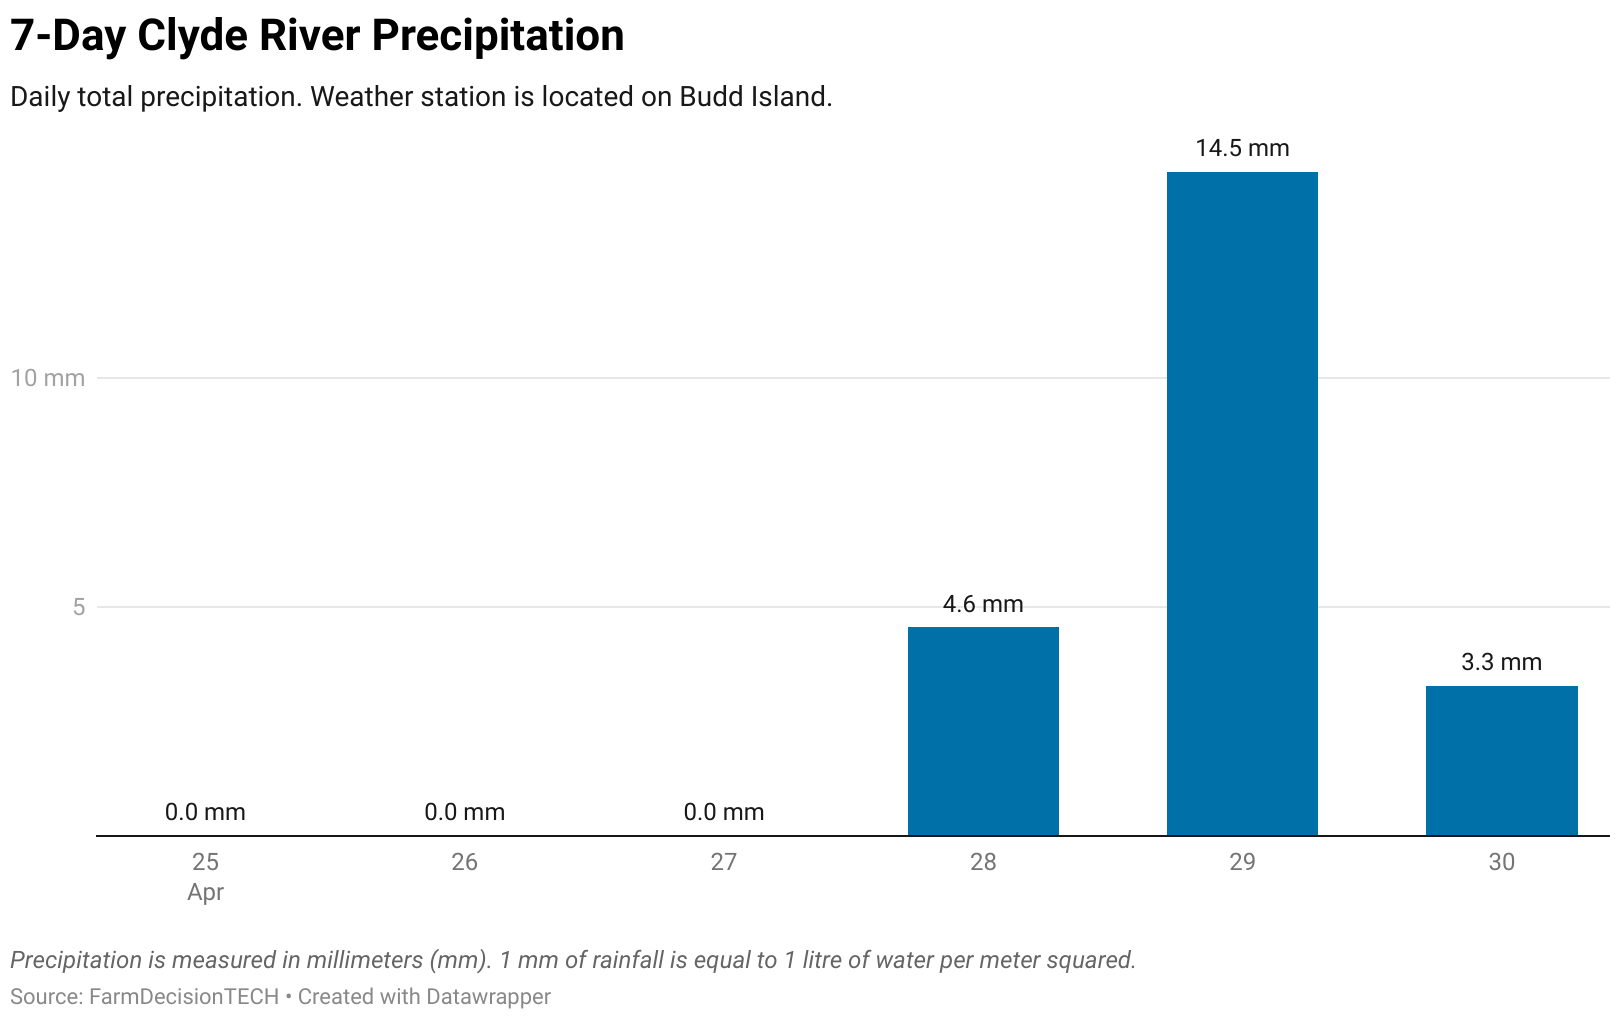 7-Day Clyde River Precipitation
Daily total precipitation. Weather station is located on Budd Island.
14.5 mm
10 mm
5
4.6 mm
3.3 mm
0.0 mm
0.0 mm
0.0 mm
25
26
27
28
29
30
Apr
Precipitation is measured in millimeters (mm). 1 mm of rainfall is equal to 1 litre of water per meter squared.
Source: FarmDecisionTECH • Created with Datawrapper